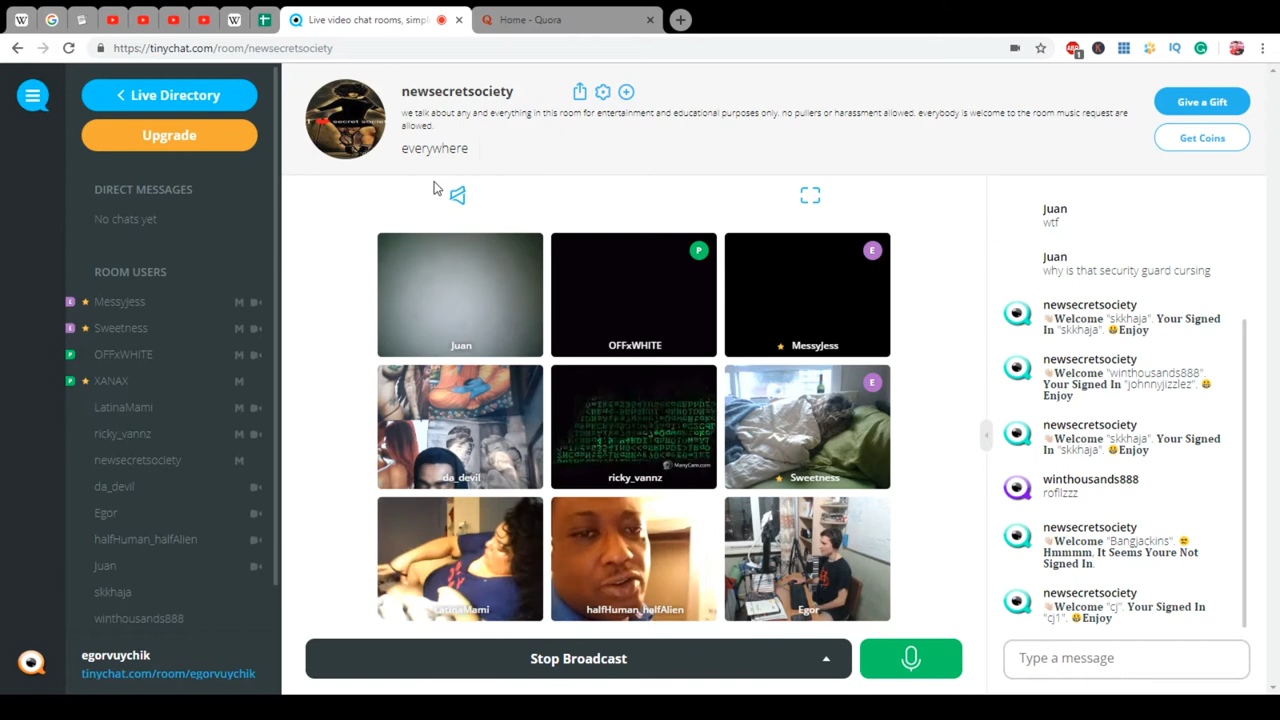 Live video chat rooms, simpl
Home - Quora
https://tinychat.com/room/newsecretsociety
1
IQ
Live Directory
Upgrade
DIRECT MESSAGES
No chats yet
ROOM USERS
E MessyJess M
E Sweetness M
P OFFxWHITE M
P XANAX M
LatinaMami
ricky_vannz
newsecretsociety M
da_devil
Egor
halfHuman_halfAlien
Juan
skkhaja
winthousands888
egorvuychik
tinychat.com/room/egorvuychik
newsecretsociety
we talk about any and everything in this room for entertainment and educational purposes only. no pullers or harassment allowed. everybody is welcome to the room music request are
allowed.
everywhere
Give a Gift
Get Coins
secret societ
Juan
P
OFFxWHITE
E
MessyJess
da_devil
ManyCam.com
ricky_vannz
E
Sweetness
LatinaMami
halfHuman_halfAlien
Egor
Stop Broadcast
Juan
wtf
Juan
why is that security guard cursing
newsecretsociety
👋🏻Welcome "skkhaja". Your Signed
In "skkhaja". 😀Enjoy
newsecretsociety
👋🏻Welcome "winthousands888".
Your Signed In "johnnyjizzlez". 😀
Enjoy
newsecretsociety
👋🏻Welcome "skkhaja". Your Signed
In "skkhaja". 😀Enjoy
winthousands888
rofllzzz
newsecretsociety
👋🏻Welcome "Bangjackins". 😕
Hmmmm, It Seems Youre Not
Signed In.
newsecretsociety
👋🏻Welcome "cj". Your Signed In
"cj1". 😀Enjoy
Type a message